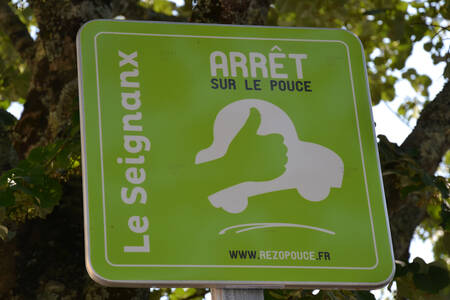 Le Seignanx
ARRÊT
SUR LE POUCE
WWW.REZOPOUCE.FR